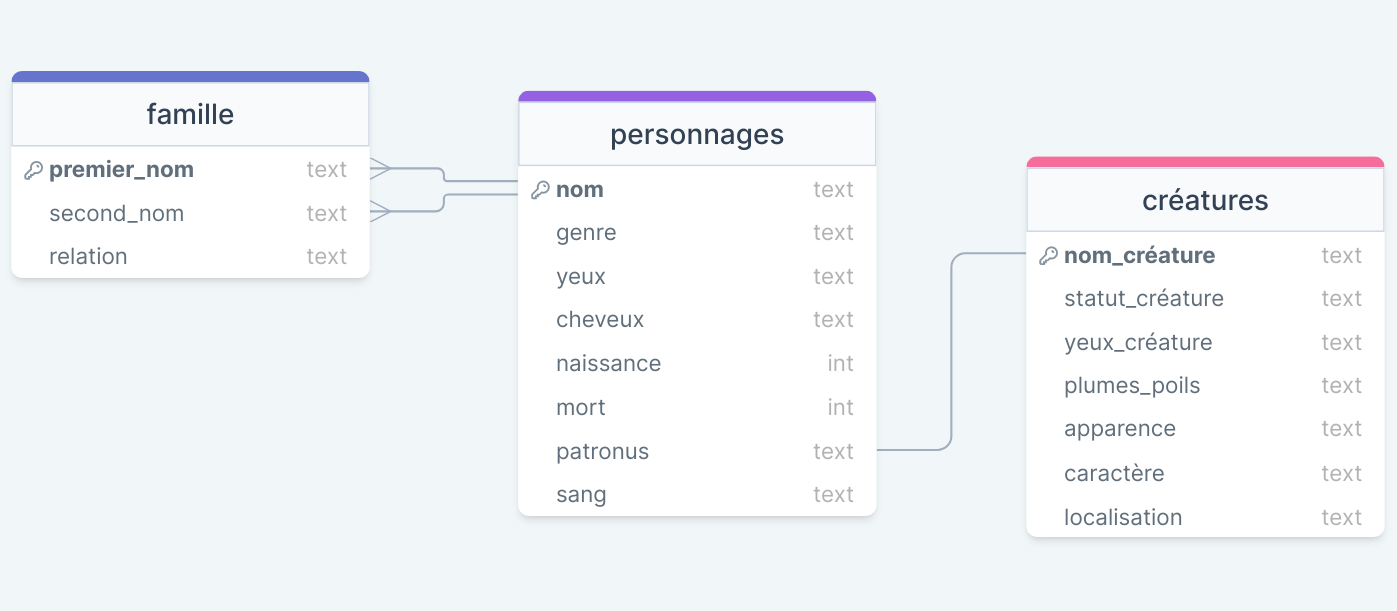 famille
premier_nom text
second_nom text
relation text
personnages
nom text
genre text
yeux text
cheveux text
naissance int
mort int
patronus text
sang text
créatures
nom_créature text
statut_créature text
yeux_créature text
plumes_poils text
apparence text
caractère text
localisation text